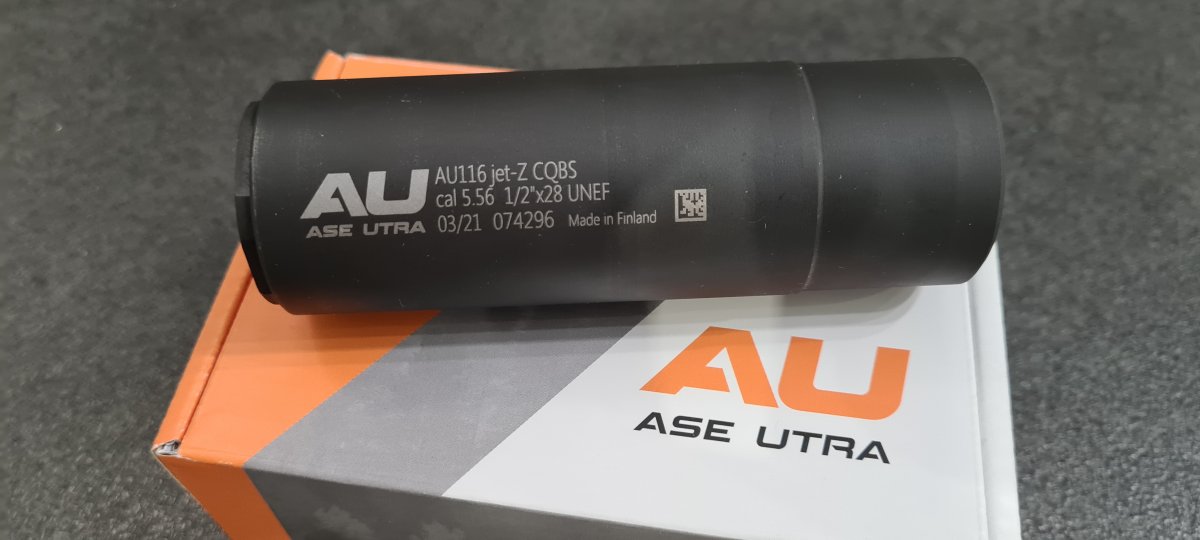 AU
ASE UTRA
AU116 jet-Z CQBS
cal 5.56 1/2"x28 UNEF
03/21 074296 Made in Finland
AU
ASE UTRA